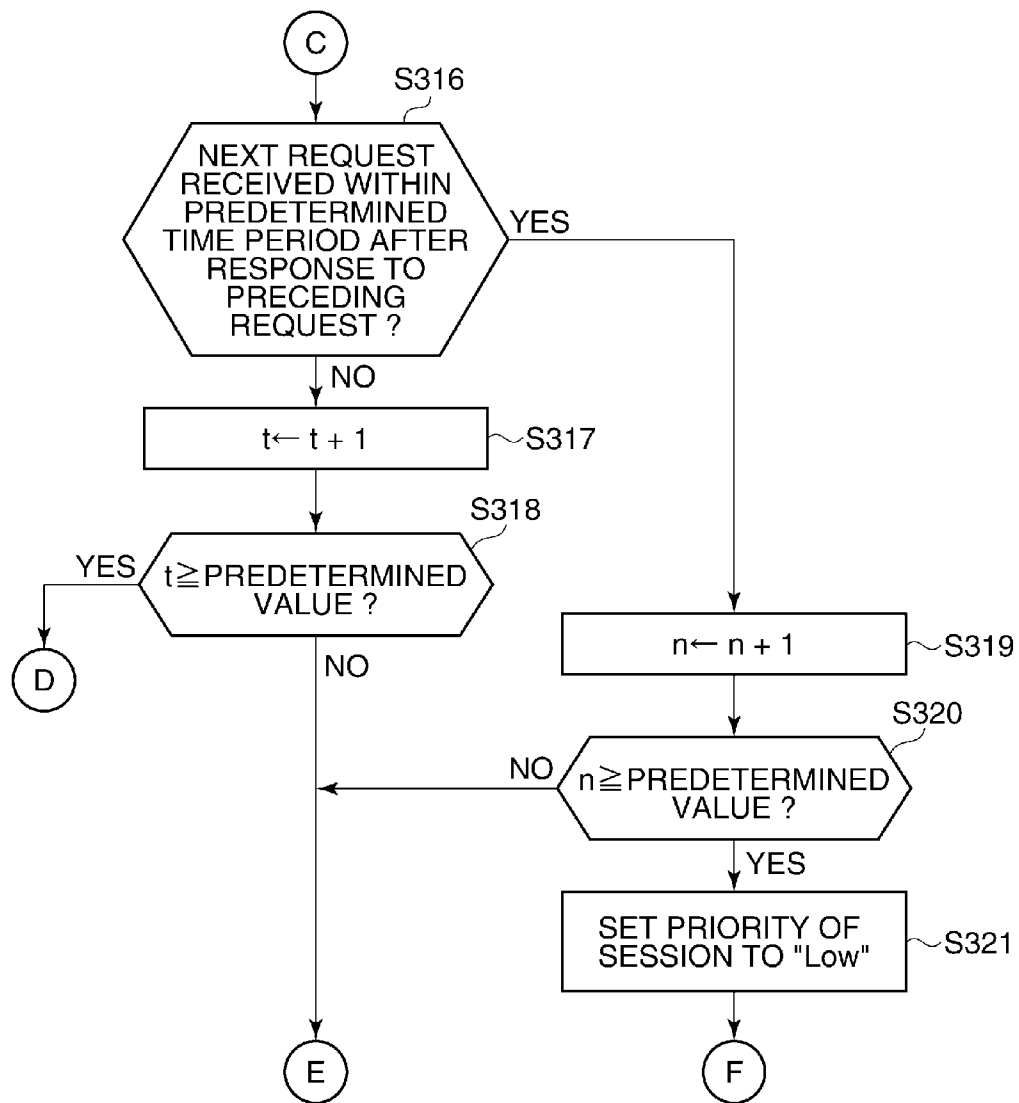 C
S316
NEXT REQUEST
RECEIVED WITHIN
PREDETERMINED
TIME PERIOD AFTER
RESPONSE TO
PRECEDING
REQUEST ?
YES
NO
t← t + 1
S317
S318
YES
t≧PREDETERMINED
VALUE ?
D
NO
n← n + 1
S319
S320
NO
n≧PREDETERMINED
VALUE ?
YES
SET PRIORITY OF
SESSION TO "Low"
S321
E
F